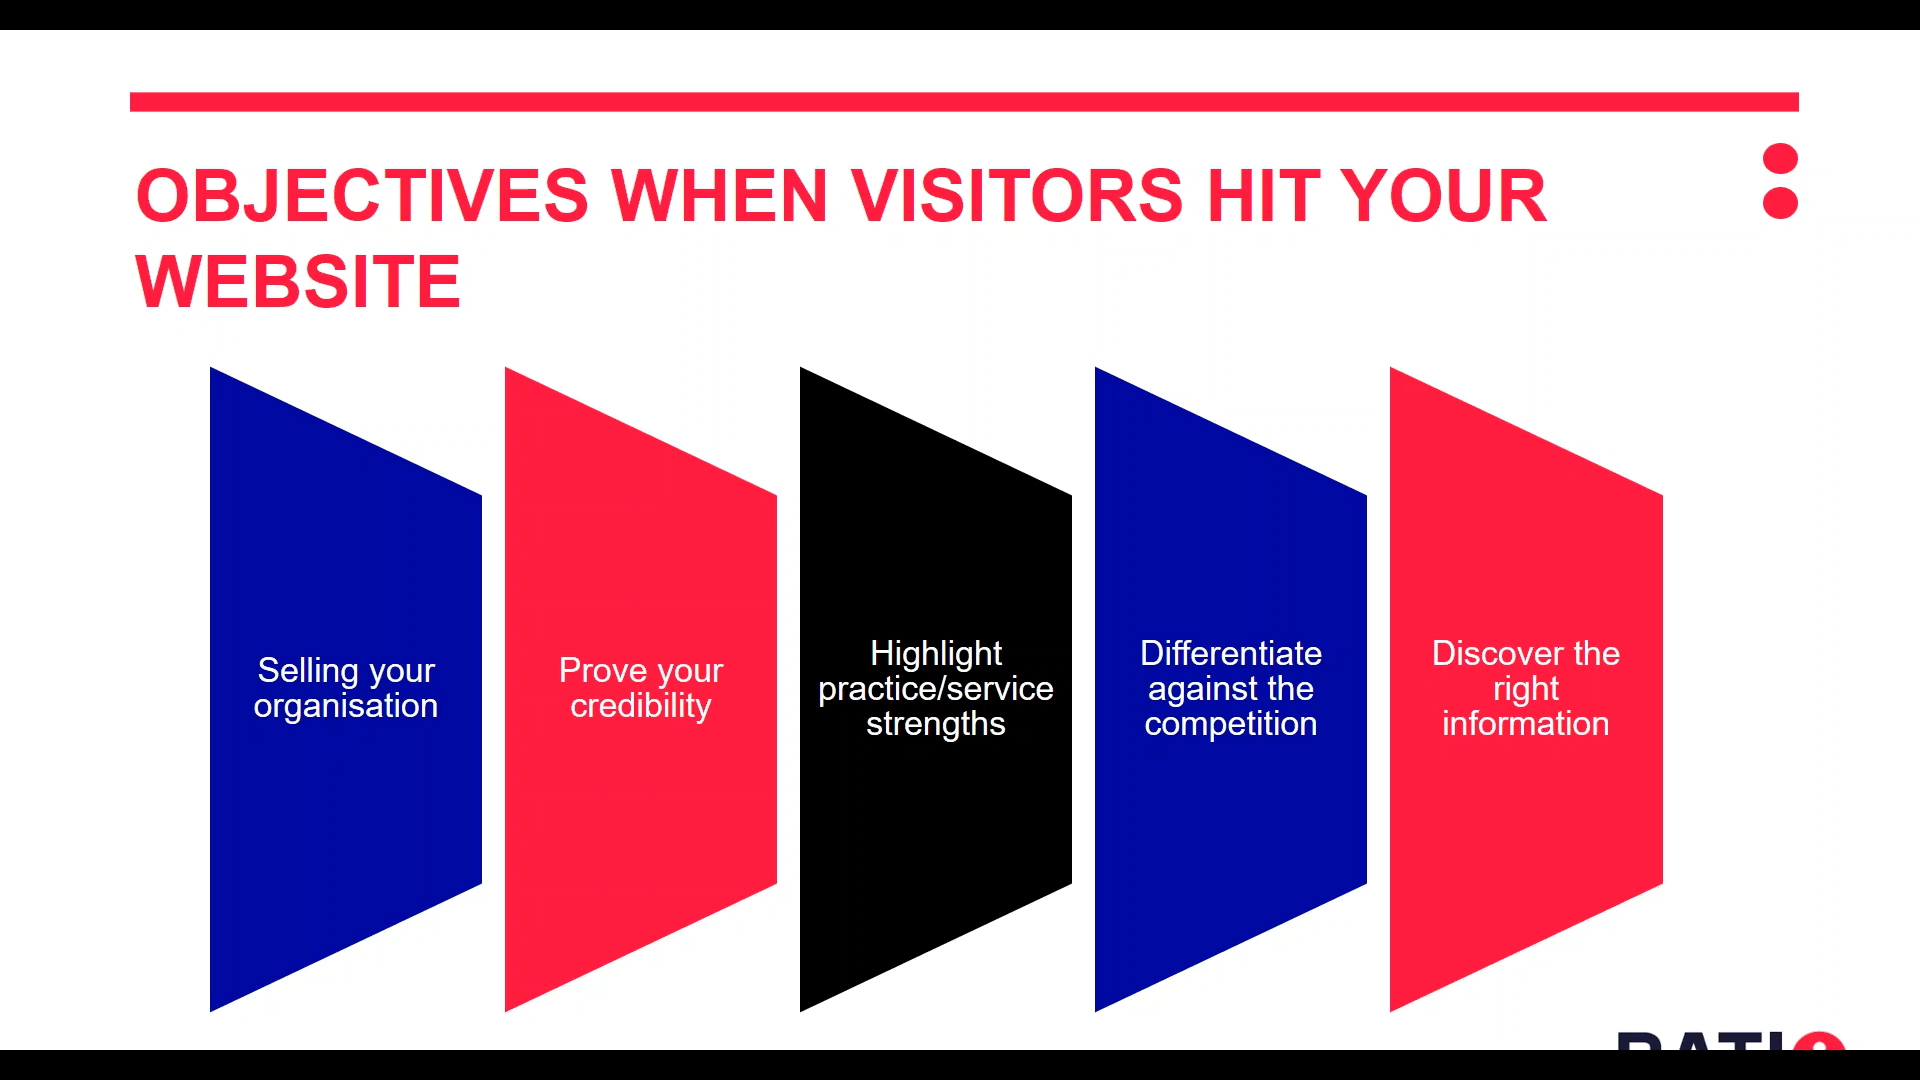 OBJECTIVES WHEN VISITORS HIT YOUR
WEBSITE
Selling your
organisation
Prove your
credibility
Highlight
practice/service
strengths
Differentiate
against the
competition
Discover the
right
information